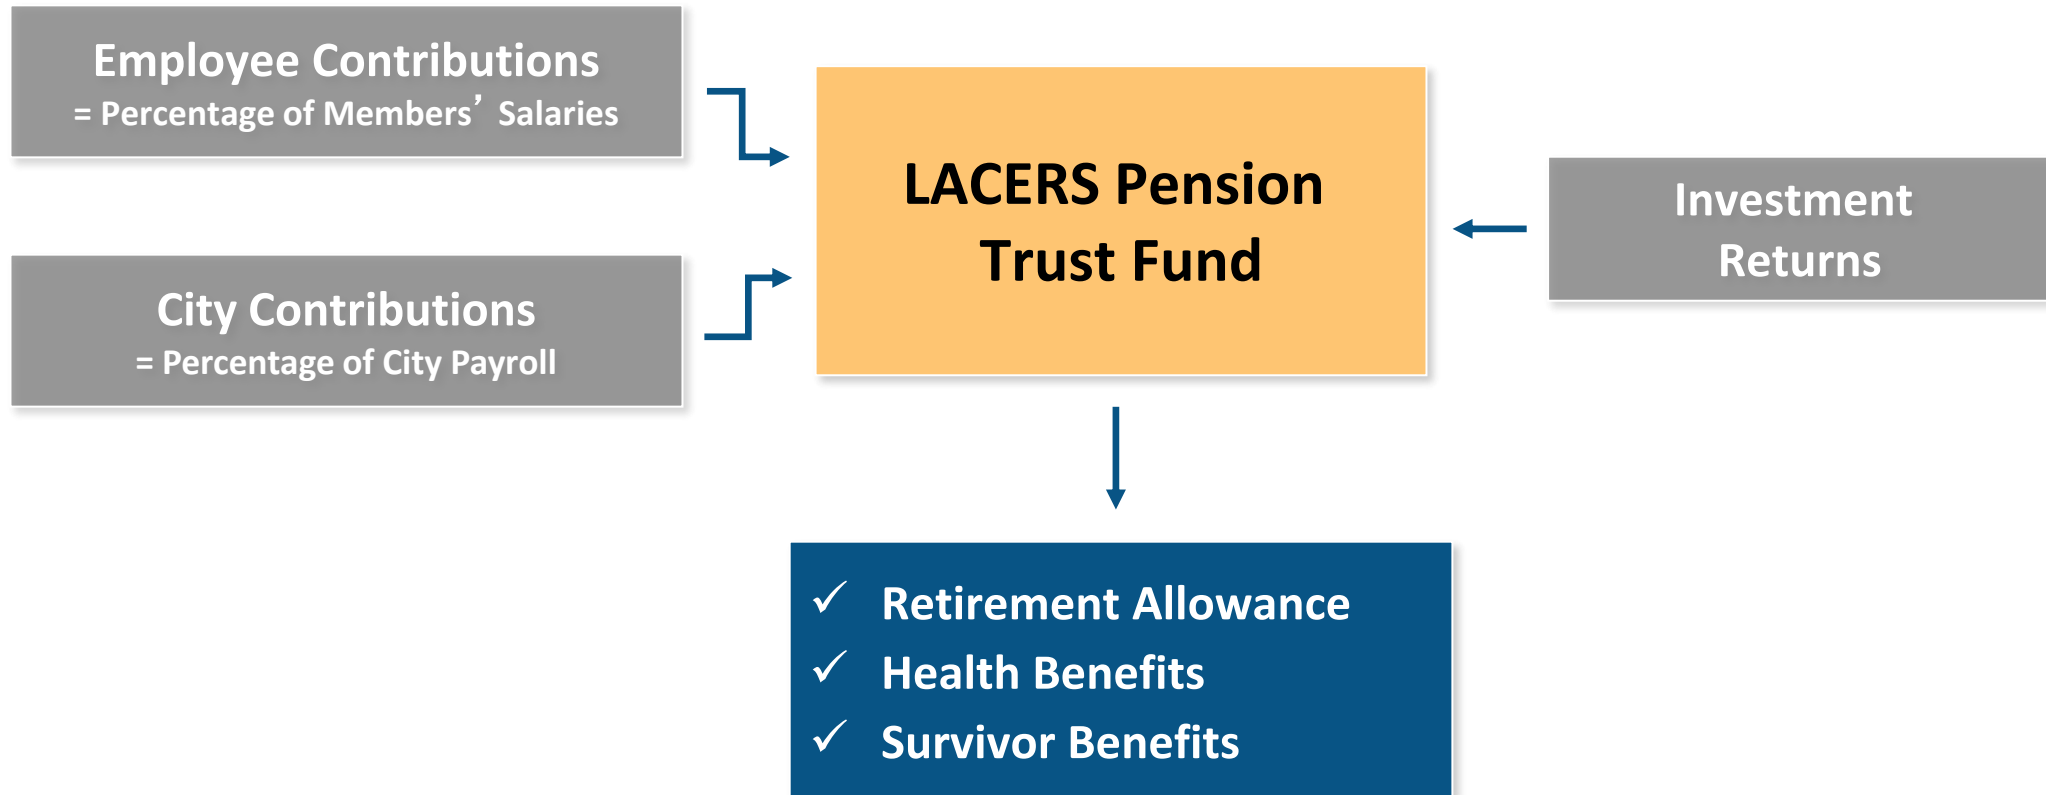 Employee Contributions
= Percentage of Members’ Salaries
City Contributions
= Percentage of City Payroll
LACERS Pension
Trust Fund
Investment
Returns
✓ Retirement Allowance
✓ Health Benefits
✓ Survivor Benefits